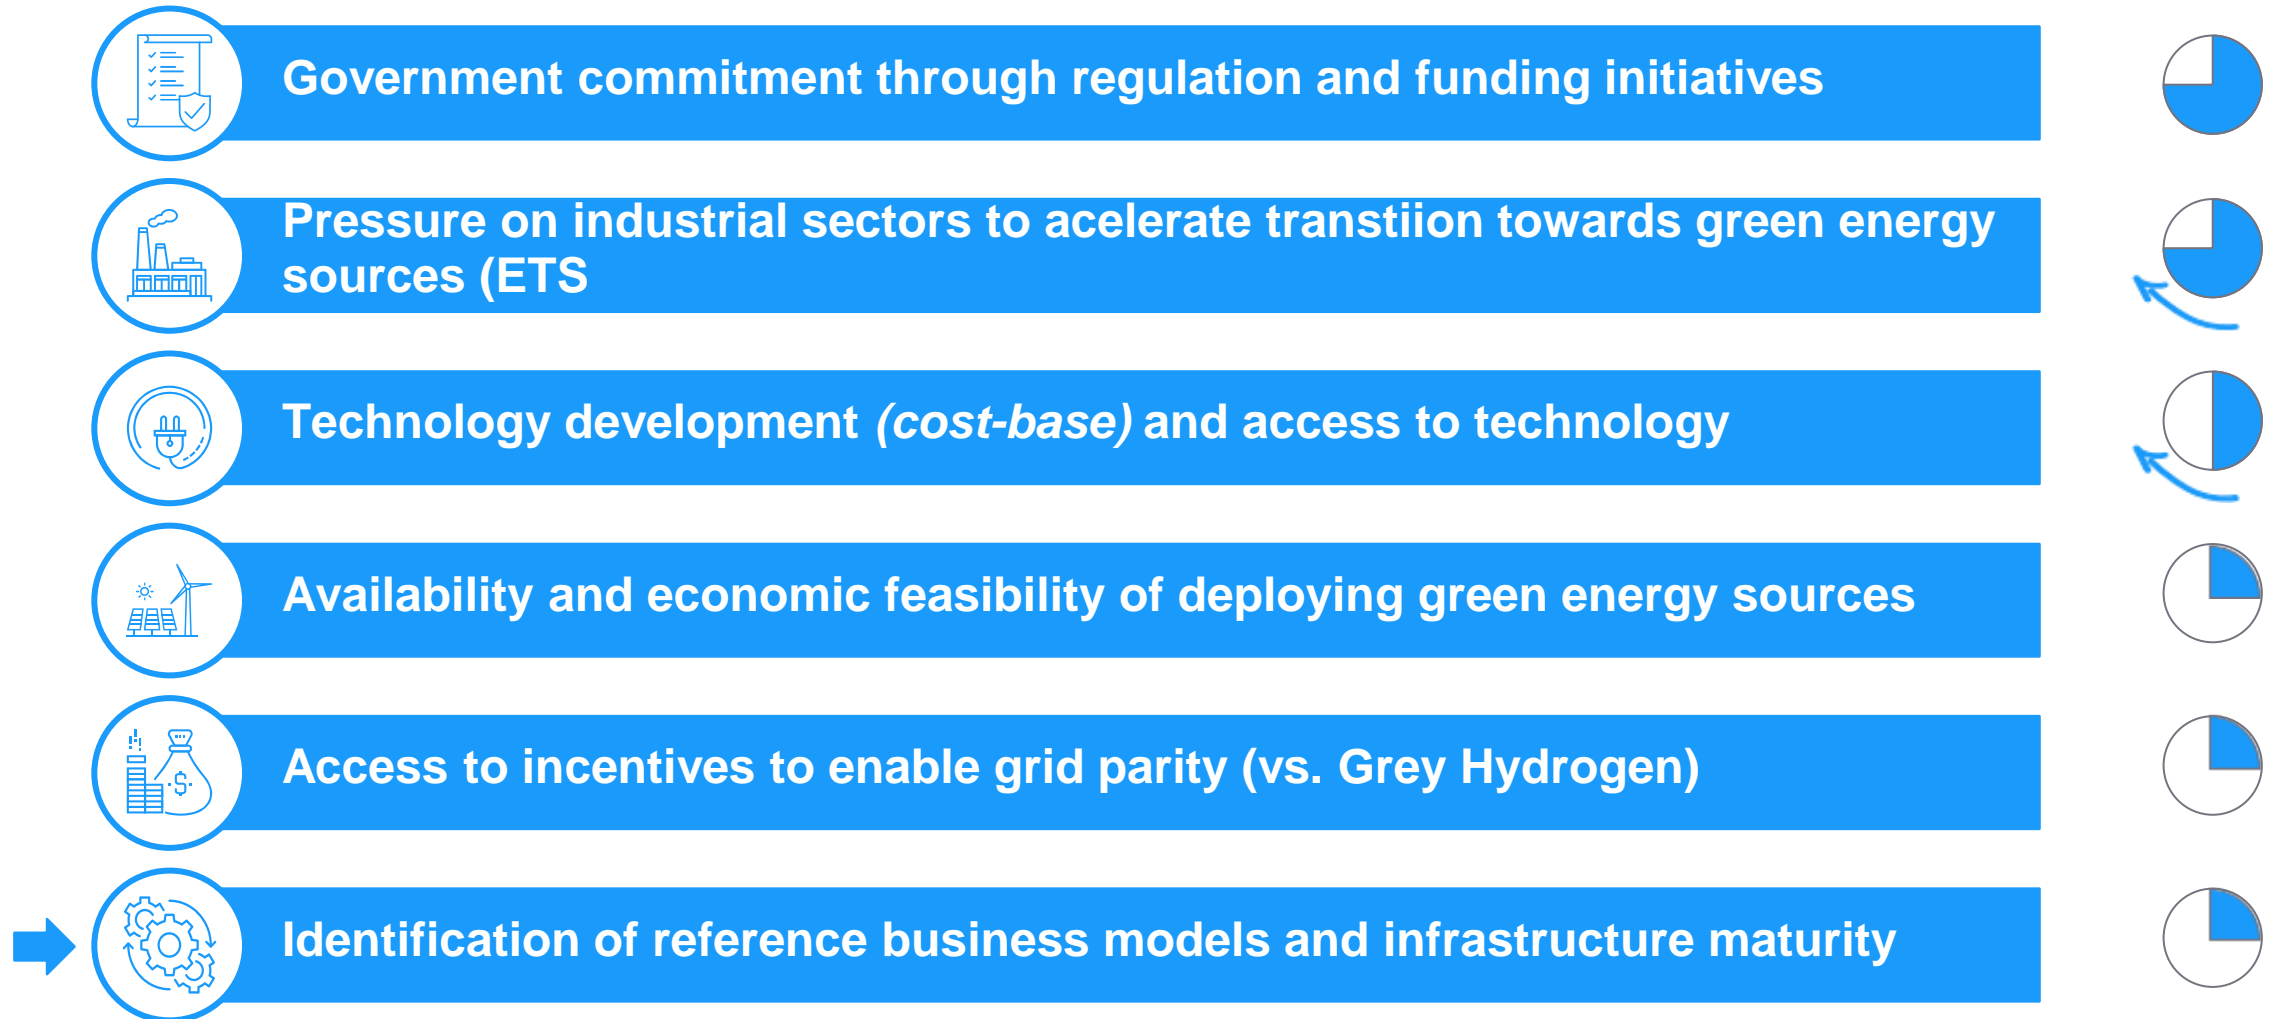 Government commitment through regulation and funding initiatives
Pressure on industrial sectors to acelerate transtiion towards green energy
sources (ETS
Technology development (cost-base) and access to technology
Availability and economic feasibility of deploying green energy sources
Access to incentives to enable grid parity (vs. Grey Hydrogen)
Identification of reference business models and infrastructure maturity